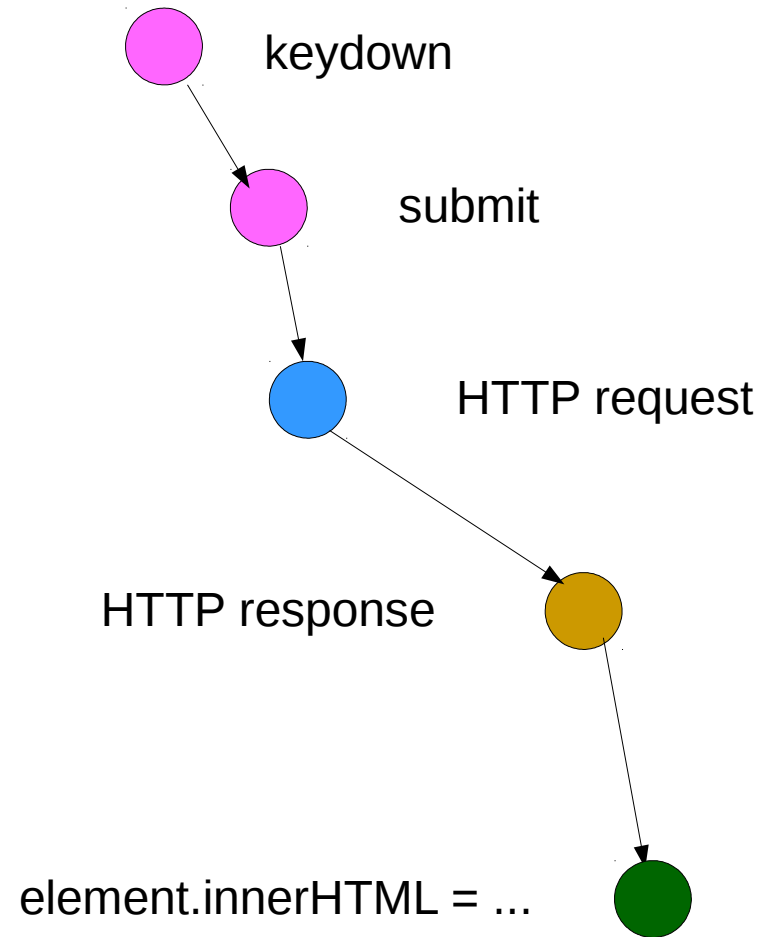 keydown
submit
HTTP request
HTTP response
element.innerHTML = ...